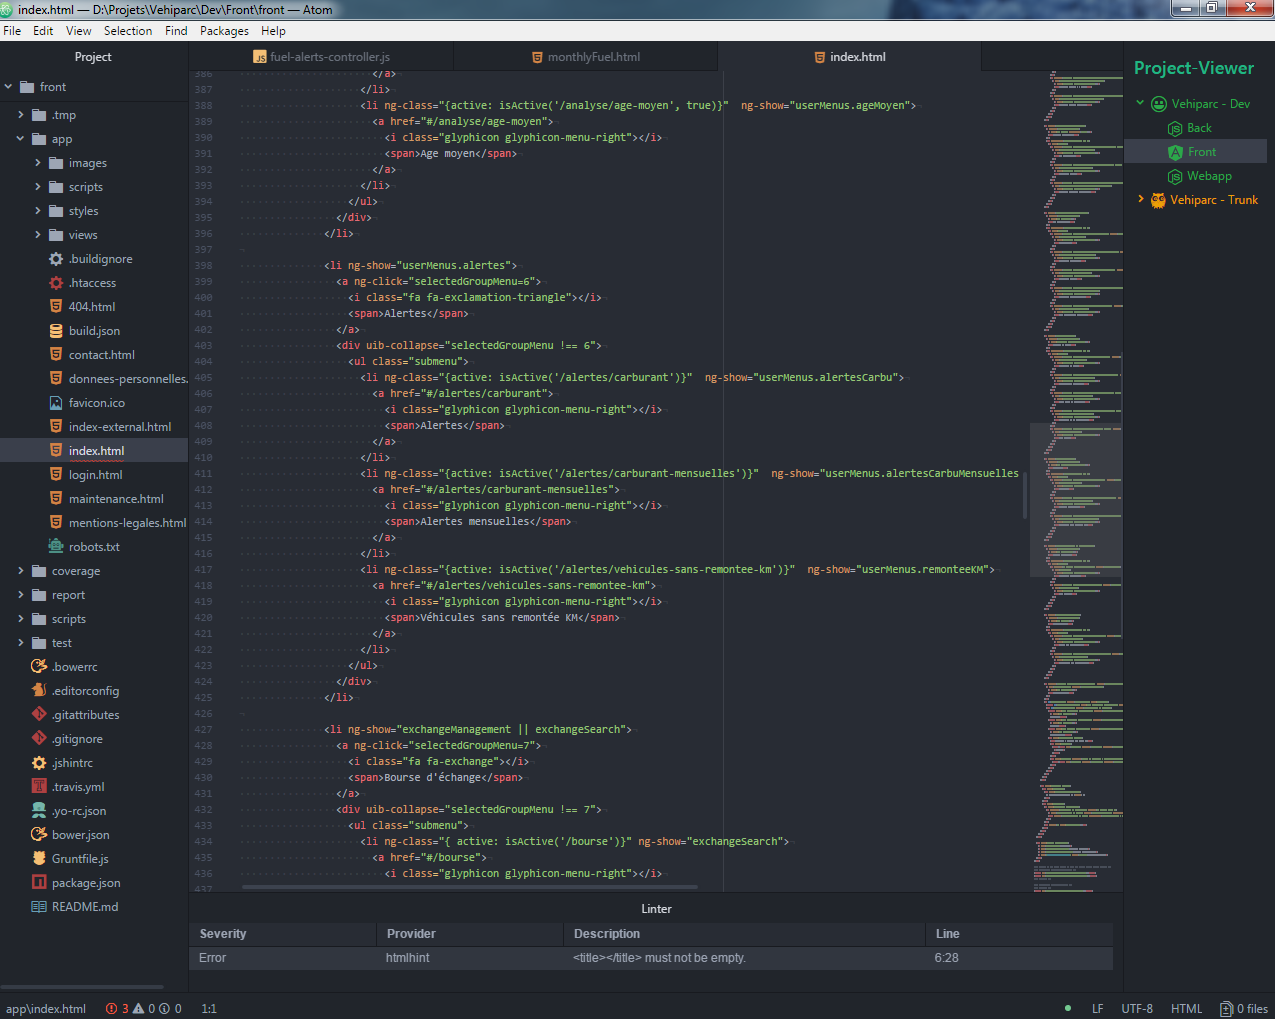 index.html — D:\Projets\Vehiparc\Dev\Front\front — Atom
File Edit View Selection Find Packages Help
Project
front
.tmp
app
images
scripts
styles
views
.buildignore
.htaccess
404.html
build.json
contact.html
donnees-personnelles.
favicon.ico
index-external.html
index.html
login.html
maintenance.html
mentions-legales.html
robots.txt
coverage
report
scripts
test
.bowerrc
.editorconfig
.gitattributes
.gitignore
.jshintrc
.travis.yml
.yo-rc.json
bower.json
Gruntfile.js
package.json
README.md
fuel-alerts-controller.js monthlyFuel.html index.html
386 </a>
387 </li>
388 <li ng-class="{active: isActive('/analyse/age-moyen', true)}"  ng-show="userMenus.ageMoyen">
389 <a href="#/analyse/age-moyen">
390 <i class="glyphicon glyphicon-menu-right"></i>
391 <span>Age moyen</span>
392 </a>
393 </li>
394 </ul>
395 </div>
396 </li>
397
398 <li ng-show="userMenus.alertes">
399 <a ng-click="selectedGroupMenu=6">
400 <i class="fa fa-exclamation-triangle"></i>
401 <span>Alertes</span>
402 </a>
403 <div uib-collapse="selectedGroupMenu !== 6">
404 <ul class="submenu">
405 <li ng-class="{active: isActive('/alertes/carburant')}"  ng-show="userMenus.alertesCarbu">
406 <a href="#/alertes/carburant">
407 <i class="glyphicon glyphicon-menu-right"></i>
408 <span>Alertes</span>
409 </a>
410 </li>
411 <li ng-class="{active: isActive('/alertes/carburant-mensuelles')}"  ng-show="userMenus.alertesCarbuMensuelles
412 <a href="#/alertes/carburant-mensuelles">
413 <i class="glyphicon glyphicon-menu-right"></i>
414 <span>Alertes mensuelles</span>
415 </a>
416 </li>
417 <li ng-class="{active: isActive('/alertes/vehicules-sans-remontee-km')}"  ng-show="userMenus.remonteeKM">
418 <a href="#/alertes/vehicules-sans-remontee-km">
419 <i class="glyphicon glyphicon-menu-right"></i>
420 <span>Véhicules sans remontée KM</span>
421 </a>
422 </li>
423 </ul>
424 </div>
425 </li>
426
427 <li ng-show="exchangeManagement || exchangeSearch">
428 <a ng-click="selectedGroupMenu=7">
429 <i class="fa fa-exchange"></i>
430 <span>Bourse d'échange</span>
431 </a>
432 <div uib-collapse="selectedGroupMenu !== 7">
433 <ul class="submenu">
434 <li ng-class="{ active: isActive('/bourse')}" ng-show="exchangeSearch">
435 <a href="#/bourse">
436 <i class="glyphicon glyphicon-menu-right"></i>
437
Linter
Severity Provider Description Line
Error htmlhint <title></title> must not be empty. 6:28
Project-Viewer
Vehiparc - Dev
Back
Front
Webapp
Vehiparc - Trunk
app\index.html 3 0 0 1:1 LF UTF-8 HTML 0 files